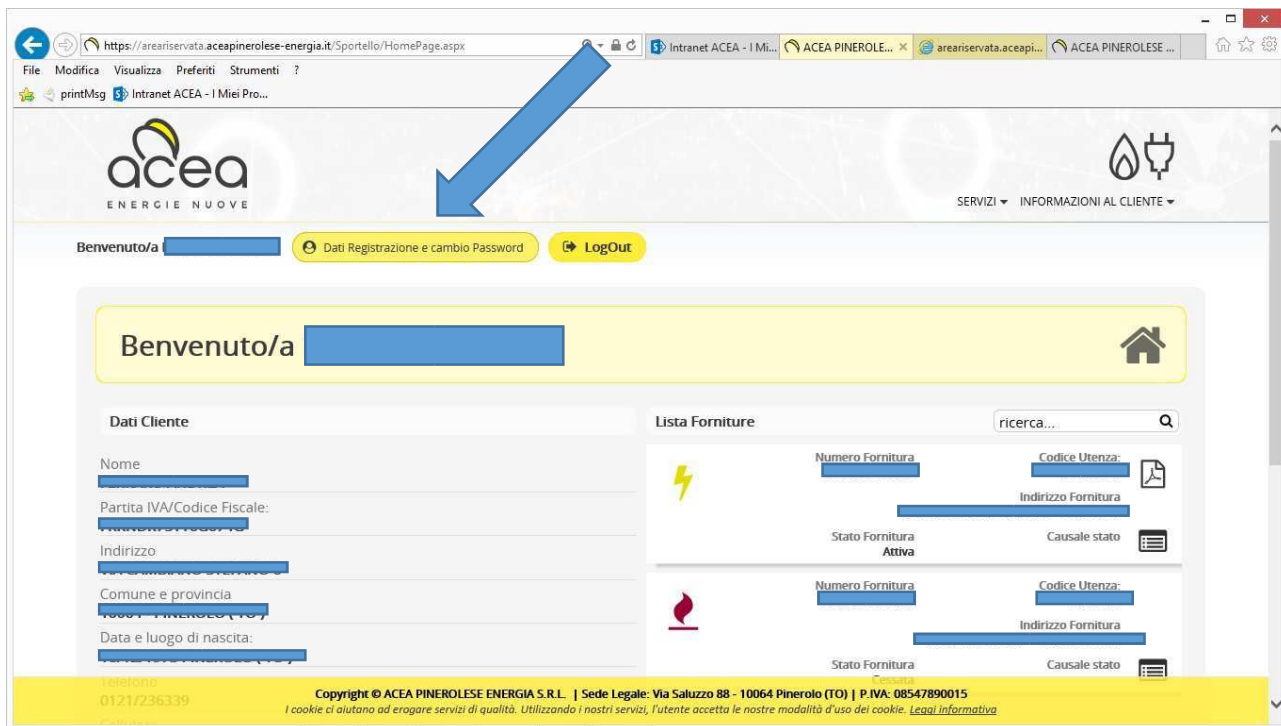 https://areariservata.aceapinerolese-energia.it/Sportello/HomePage.aspx
Intranet ACEA - I Mi...
ACEA PINEROLE...
areariservata.aceapi...
ACEA PINEROLESE ...
File Modifica Visualizza Preferiti Strumenti ?
printMsg Intranet ACEA - I Miei Pro...
acea
ENERGIE NUOVE
SERVIZI INFORMAZIONI AL CLIENTE
Benvenuto/a
Dati Registrazione e cambio Password
LogOut
Benvenuto/a
Dati Cliente
Nome
Partita IVA/Codice Fiscale:
Indirizzo
Comune e provincia
Data e luogo di nascita:
Telefono
0121/236339
Lista Forniture
ricerca...
Numero Fornitura Codice Utenza:
Indirizzo Fornitura
Stato Fornitura Causale stato
Attiva
Numero Fornitura Codice Utenza:
Indirizzo Fornitura
Stato Fornitura Causale stato
Cessata
Copyright © ACEA PINEROLESE ENERGIA S.R.L. | Sede Legale: Via Saluzzo 88 - 10064 Pinerolo (TO) | P.IVA: 08547890015
I cookie ci aiutano ad erogare servizi di qualità. Utilizzando i nostri servizi, l'utente accetta le nostre modalità d'uso dei cookie. Leggi informativa